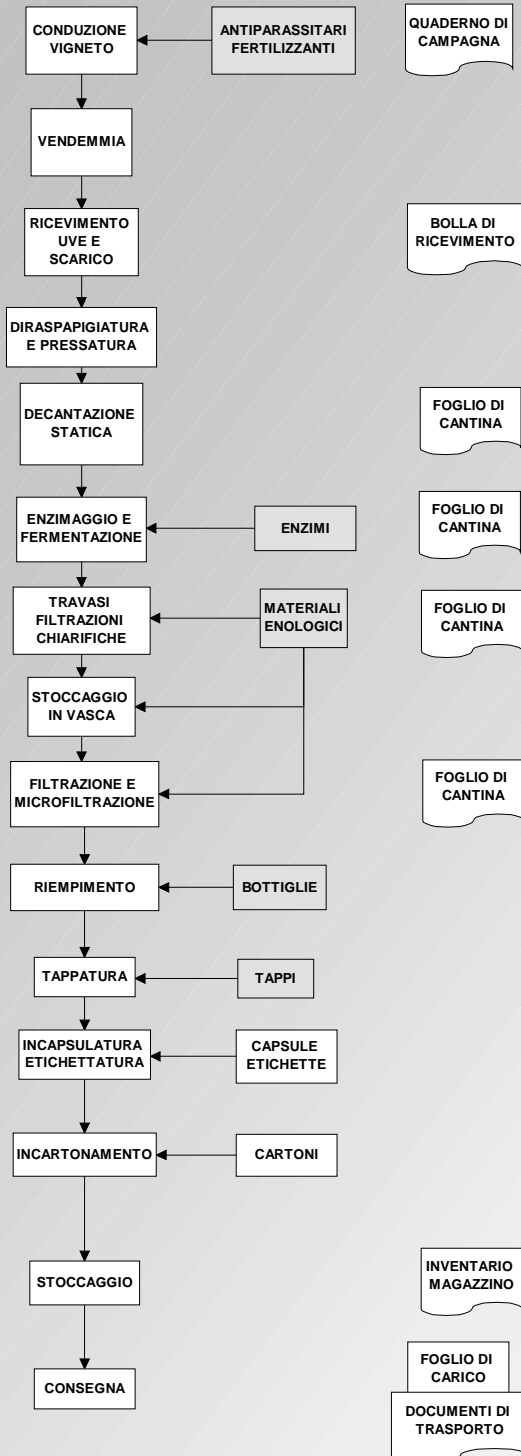 CONDUZIONE
VIGNETO
ANTIPARASSITARI
FERTILIZZANTI
QUADERNO DI
CAMPAGNA
VENDEMMIA
RICEVIMENTO
UVE E
SCARICO
BOLLA DI
RICEVIMENTO
DIRASPAPIGIATURA
E PRESSATURA
DECANTAZIONE
STATICA
FOGLIO DI
CANTINA
ENZIMAGGIO E
FERMENTAZIONE
ENZIMI
FOGLIO DI
CANTINA
TRAVASI
FILTRAZIONI
CHIARIFICHE
MATERIALI
ENOLOGICI
FOGLIO DI
CANTINA
STOCCAGGIO
IN VASCA
FILTRAZIONE E
MICROFILTRAZIONE
FOGLIO DI
CANTINA
RIEMPIMENTO
BOTTIGLIE
TAPPATURA
TAPPI
INCAPSULATURA
ETICHETTATURA
CAPSULE
ETICHETTE
INCARTONAMENTO
CARTONI
STOCCAGGIO
INVENTARIO
MAGAZZINO
CONSEGNA
FOGLIO DI
CARICO
DOCUMENTI DI
TRASPORTO